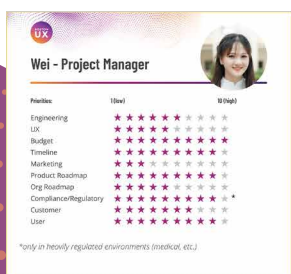 UX
Wei - Project Manager
Priorities: 1 (low) 10 (high)
Engineering
UX
Budget
Timeline
Marketing
Product Roadmap
Org Roadmap
Compliance/Regulatory *
Customer
User
*only in heavily regulated environments (medical, etc.)